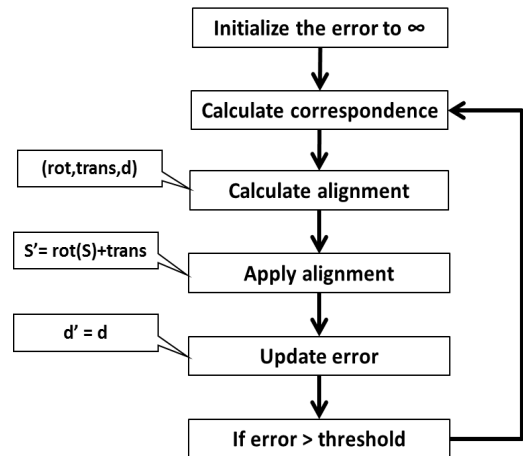 Initialize the error to ∞
Calculate correspondence
(rot,trans,d)
Calculate alignment
S’= rot(S)+trans
Apply alignment
d’ = d
Update error
If error > threshold